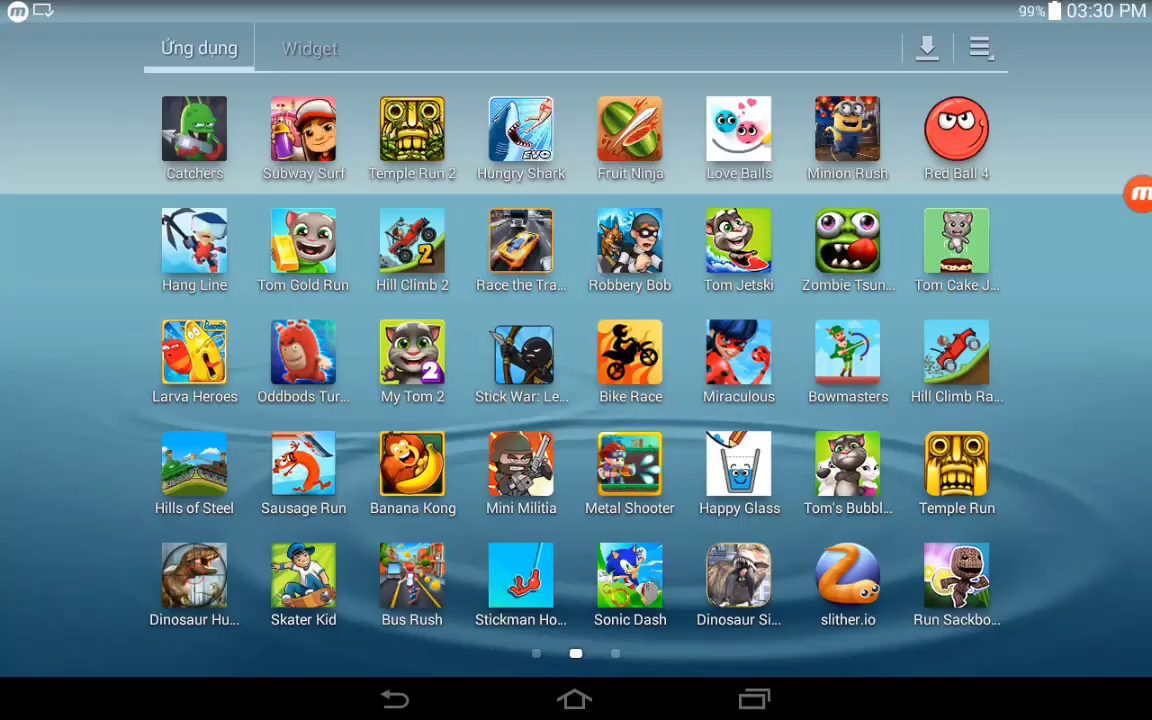 99% 03:30 PM
Ứng dụng Widget
Catchers Subway Surf Temple Run 2 Hungry Shark Fruit Ninja Love Balls Minion Rush Red Ball 4
Hang Line Tom Gold Run Hill Climb 2 Race the Tra... Robbery Bob Tom Jetski Zombie Tsun... Tom Cake J...
Larva Heroes Oddbods Tur... My Tom 2 Stick War: Le... Bike Race Miraculous Bowmasters Hill Climb Ra...
Hills of Steel Sausage Run Banana Kong Mini Militia Metal Shooter Happy Glass Tom's Bubbl... Temple Run
Dinosaur Hu... Skater Kid Bus Rush Stickman Ho... Sonic Dash Dinosaur Si... slither.io Run Sackbo...